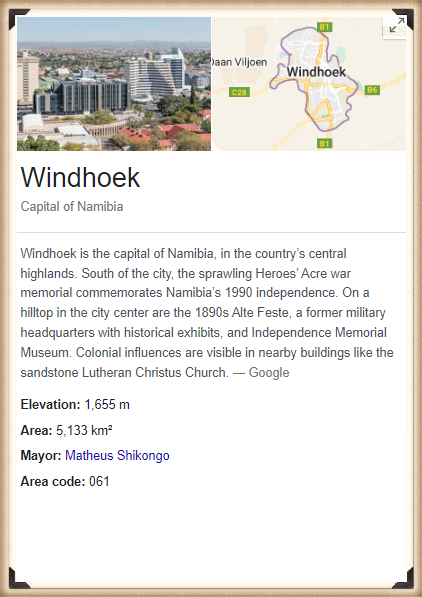 B1
Daan Viljoen
Windhoek
C28
B6
B1
Windhoek
Capital of Namibia
Windhoek is the capital of Namibia, in the country’s central
highlands. South of the city, the sprawling Heroes’ Acre war
memorial commemorates Namibia’s 1990 independence. On a
hilltop in the city center are the 1890s Alte Feste, a former military
headquarters with historical exhibits, and Independence Memorial
Museum. Colonial influences are visible in nearby buildings like the
sandstone Lutheran Christus Church. — Google
Elevation: 1,655 m
Area: 5,133 km²
Mayor: Matheus Shikongo
Area code: 061